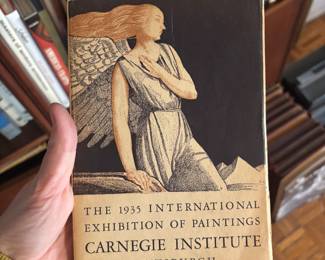 THE 1935 INTERNATIONAL
EXHIBITION OF PAINTINGS
CARNEGIE INSTITUTE